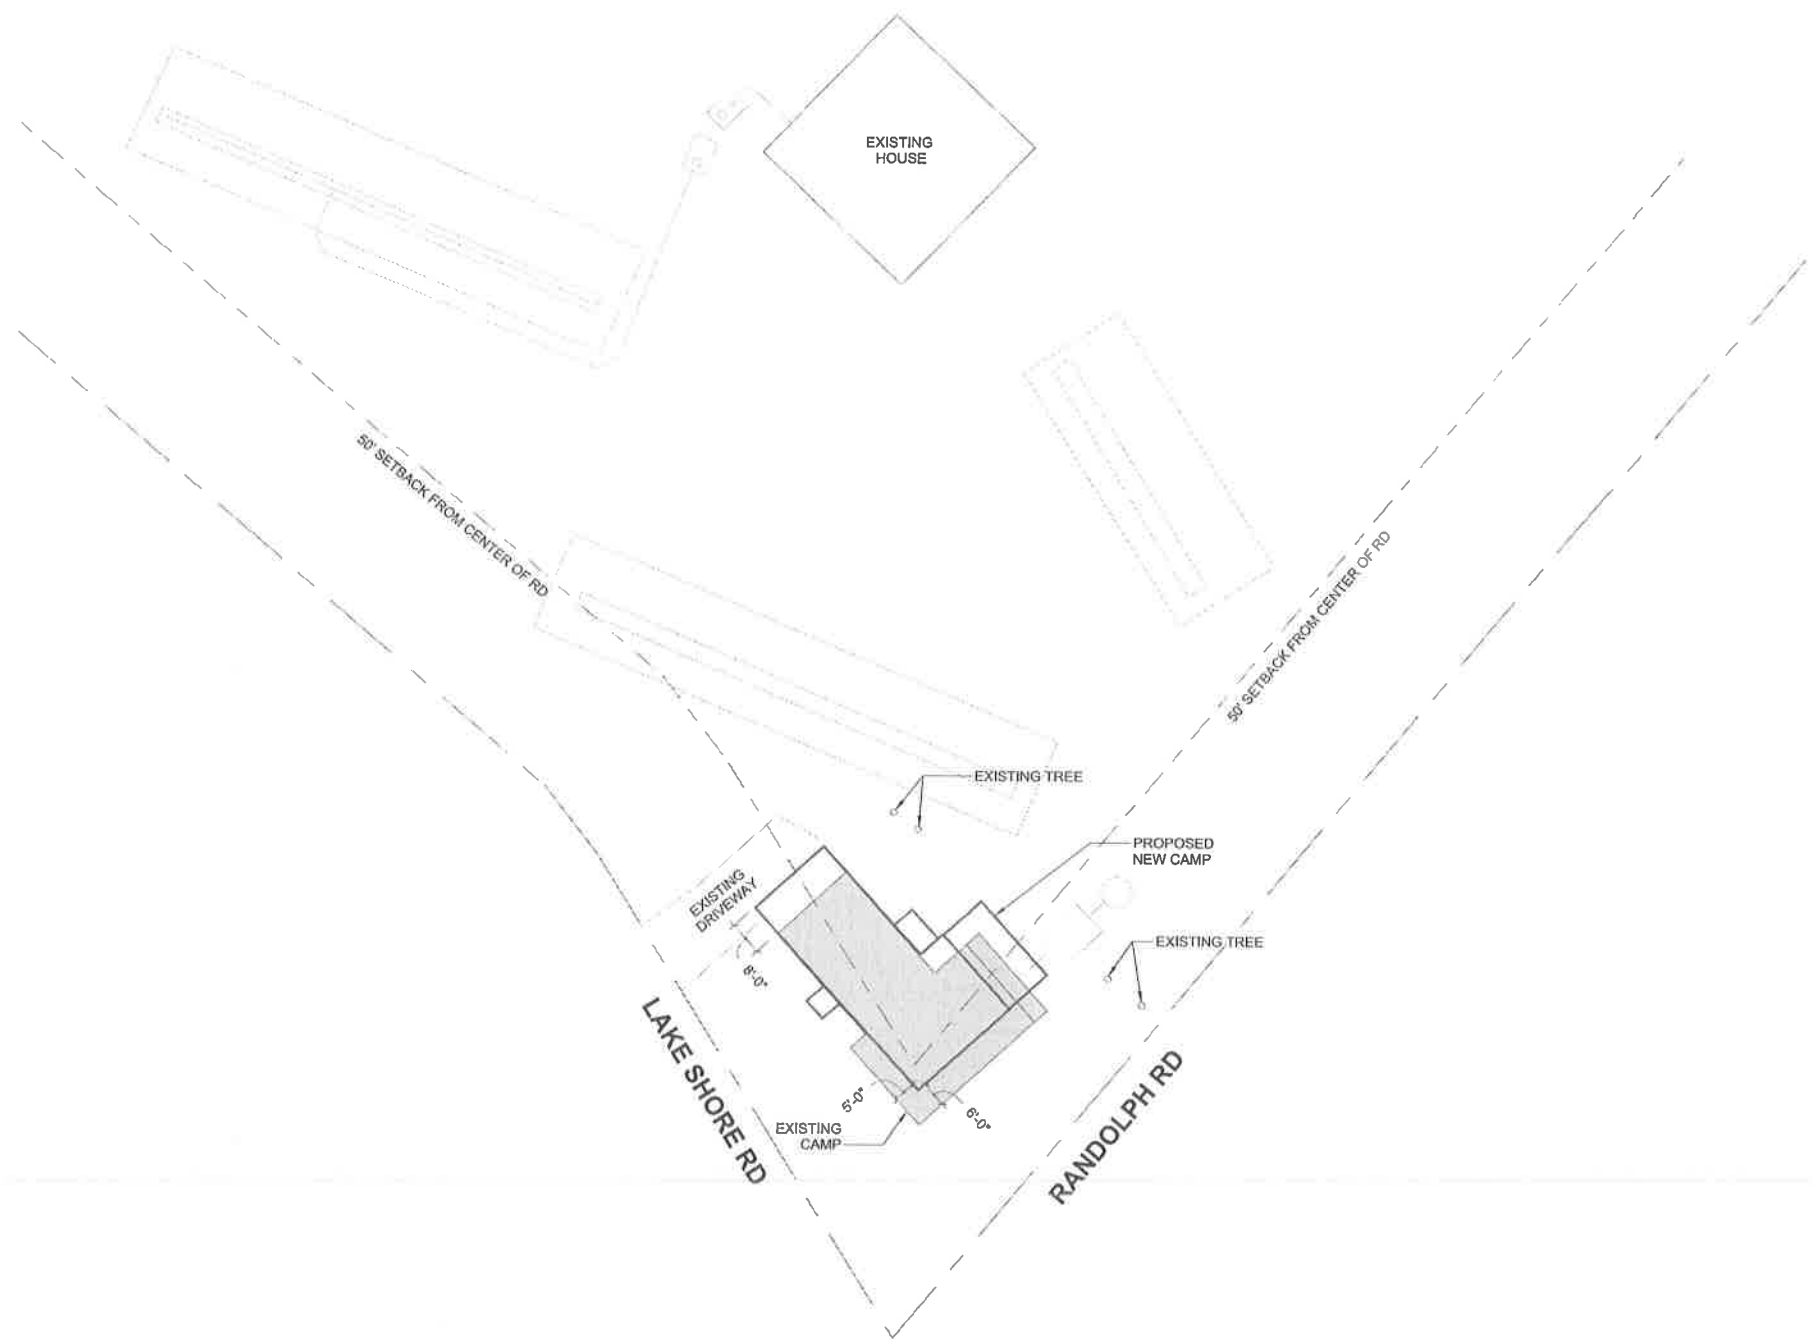 EXISTING
HOUSE
50' SETBACK FROM CENTER OF RD
50' SETBACK FROM CENTER OF RD
EXISTING TREE
PROPOSED
NEW CAMP
EXISTING
DRIVEWAY
EXISTING TREE
8'-0"
LAKE SHORE RD
5'-0"
6'-0"
EXISTING
CAMP
RANDOLPH RD